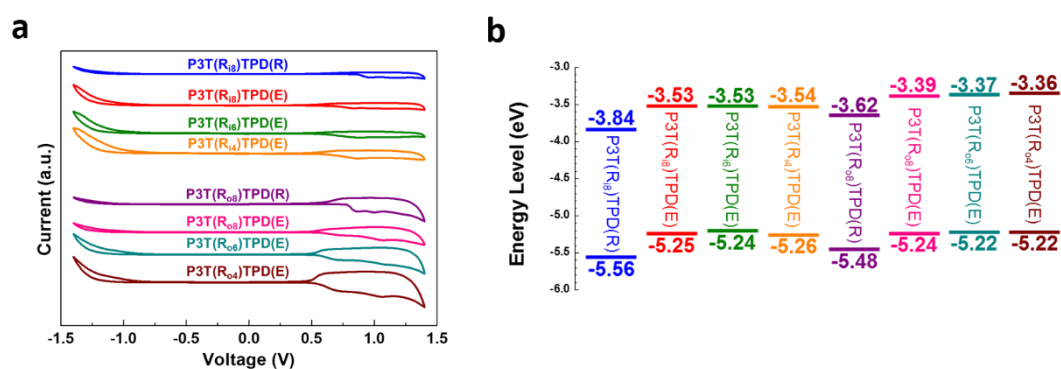 a
P3T(Ri8)TPD(R)
P3T(Ri8)TPD(E)
P3T(Ri6)TPD(E)
P3T(Ri4)TPD(E)
P3T(Ro8)TPD(R)
P3T(Ro8)TPD(E)
P3T(Ro6)TPD(E)
P3T(Ro4)TPD(E)
Current (a.u.)
-1.5 -1.0 -0.5 0.0 0.5 1.0 1.5
Voltage (V)
b
Energy Level (eV)
-3.0
-3.5
-4.0
-4.5
-5.0
-5.5
-6.0
-3.84
P3T(Ri8)TPD(R)
-5.56
-3.53
P3T(Ri8)TPD(E)
-5.25
-3.53
P3T(Ri6)TPD(E)
-5.24
-3.54
P3T(Ri4)TPD(E)
-5.26
-3.62
P3T(Ro8)TPD(R)
-5.48
-3.39
P3T(Ro8)TPD(E)
-5.24
-3.37
P3T(Ro6)TPD(E)
-5.22
-3.36
P3T(Ro4)TPD(E)
-5.22